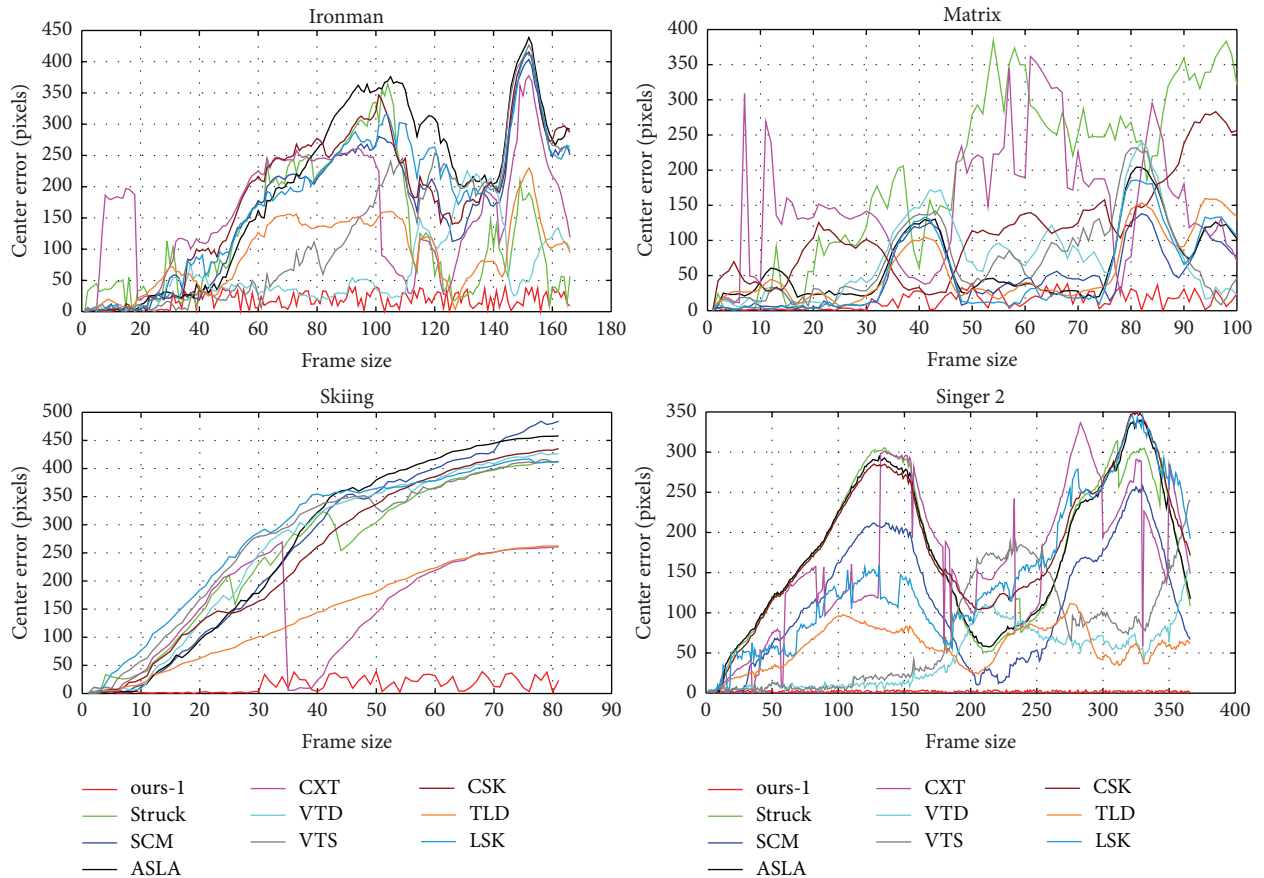 Ironman
Center error (pixels)
450
400
350
300
250
200
150
100
50
0
0 20 40 60 80 100 120 140 160 180
Frame size
Matrix
Center error (pixels)
400
350
300
250
200
150
100
50
0
0 10 20 30 40 50 60 70 80 90 100
Frame size
Skiing
Center error (pixels)
500
450
400
350
300
250
200
150
100
50
0
0 10 20 30 40 50 60 70 80 90
Frame size
Singer 2
Center error (pixels)
350
300
250
200
150
100
50
0
0 50 100 150 200 250 300 350 400
Frame size
ours-1 CXT CSK
Struck VTD TLD
SCM VTS LSK
ASLA
ours-1 CXT CSK
Struck VTD TLD
SCM VTS LSK
ASLA